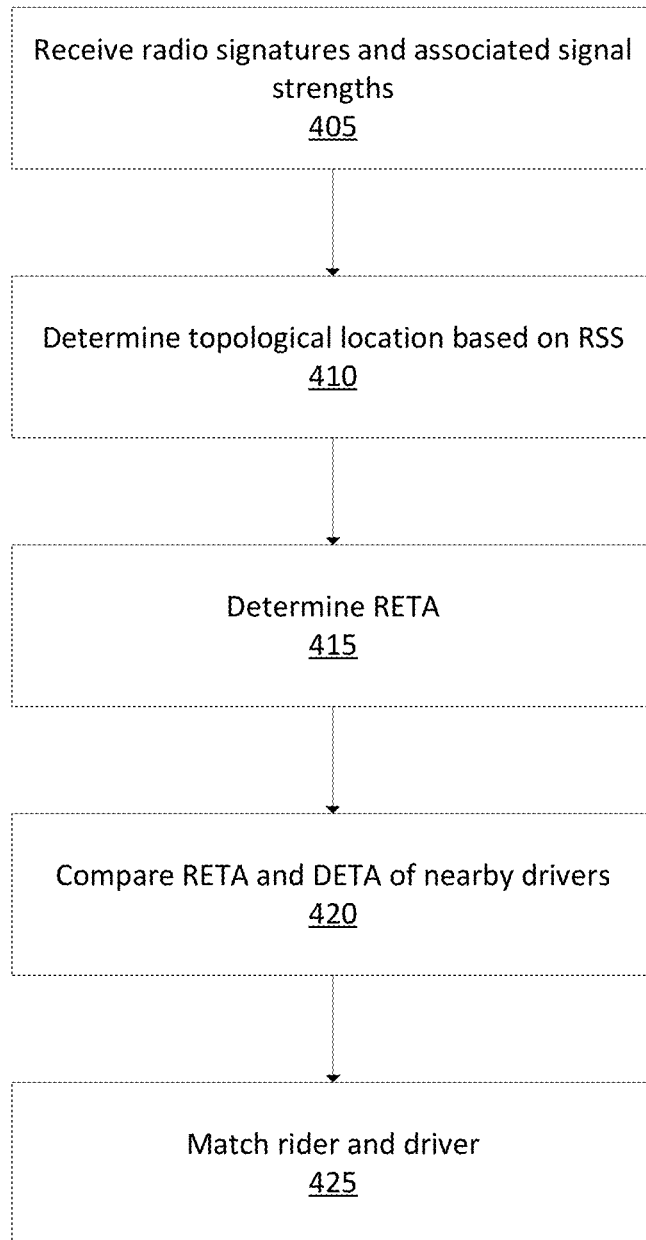 Receive radio signatures and associated signal
strengths
405
Determine topological location based on RSS
410
Determine RETA
415
Compare RETA and DETA of nearby drivers
420
Match rider and driver
425